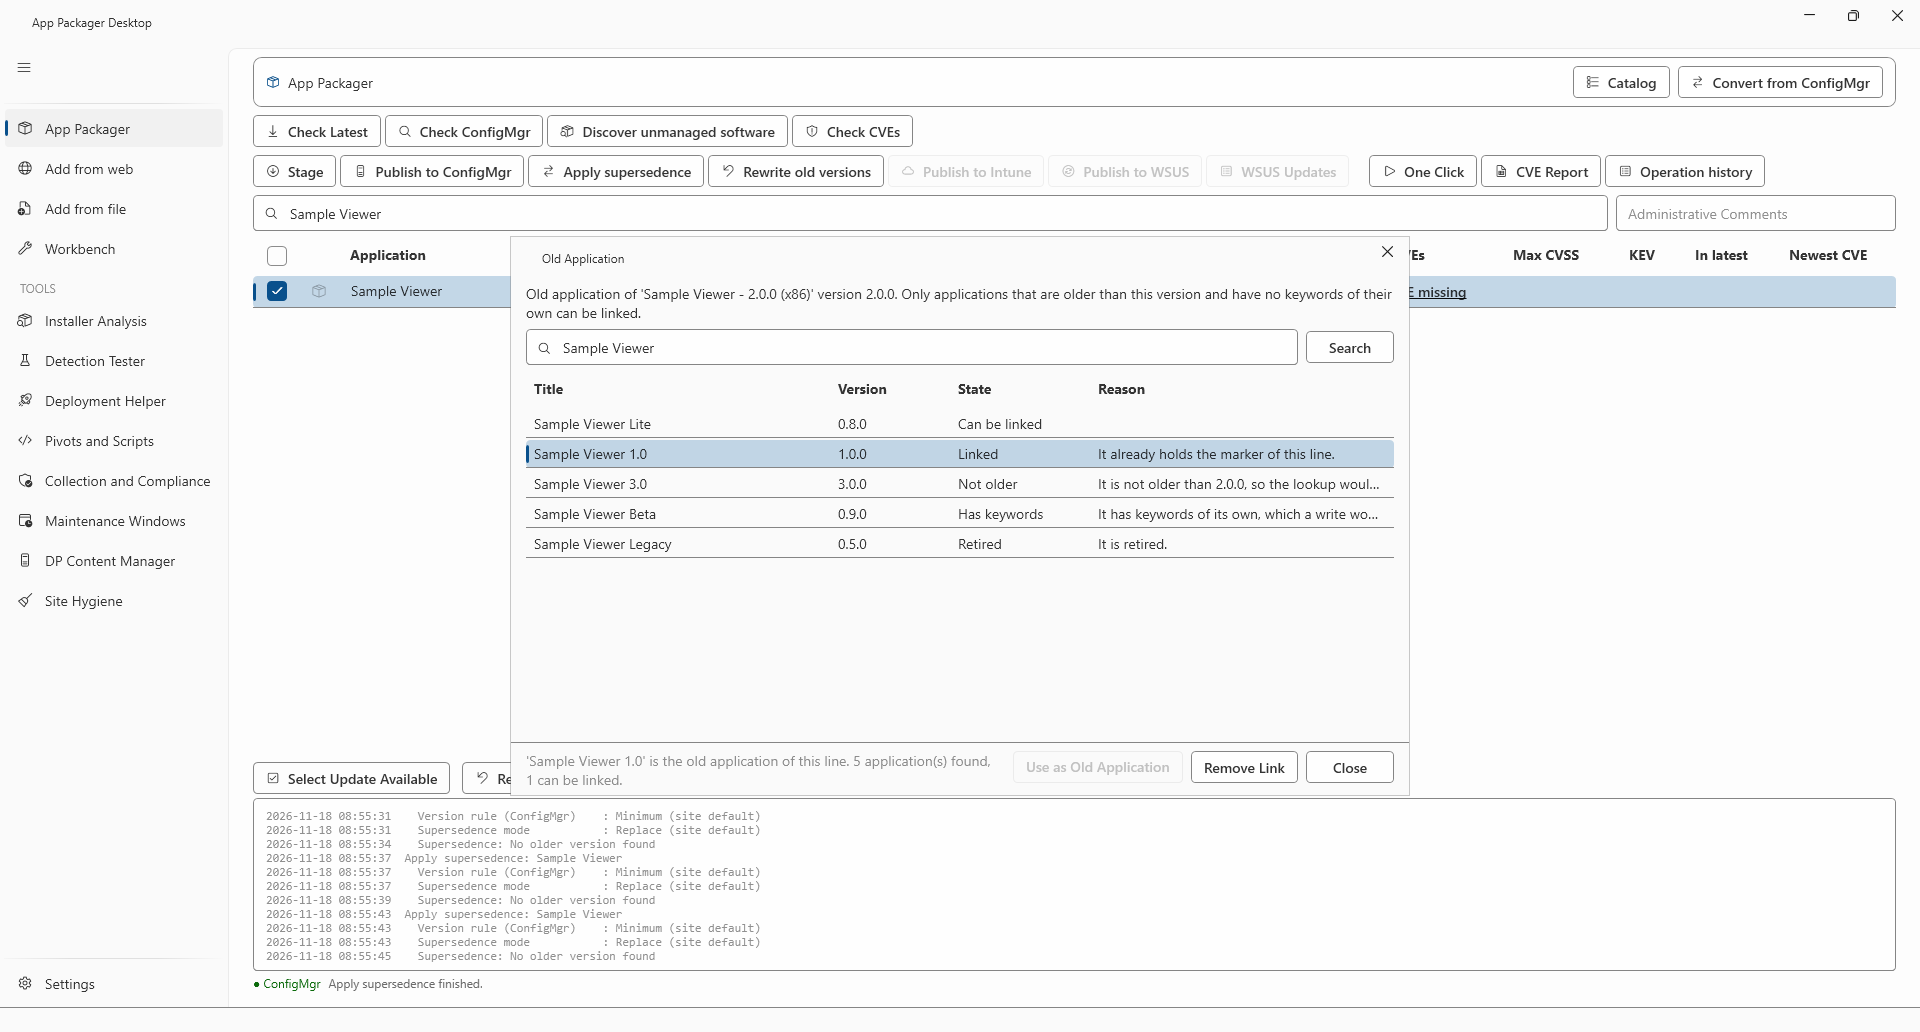 App Packager Desktop
App Packager
Catalog
Convert from ConfigMgr
App Packager
Add from web
Add from file
Workbench
TOOLS
Installer Analysis
Detection Tester
Deployment Helper
Pivots and Scripts
Collection and Compliance
Maintenance Windows
DP Content Manager
Site Hygiene
Settings
Check Latest
Check ConfigMgr
Discover unmanaged software
Check CVEs
Stage
Publish to ConfigMgr
Apply supersedence
Rewrite old versions
Publish to Intune
Publish to WSUS
WSUS Updates
One Click
CVE Report
Operation history
Sample Viewer
Administrative Comments
Application
Max CVSS
KEV
In latest
Newest CVE
Sample Viewer
missing
Old Application
Old application of 'Sample Viewer - 2.0.0 (x86)' version 2.0.0. Only applications that are older than this version and have no keywords of their
own can be linked.
Sample Viewer
Search
Title Version State Reason
Sample Viewer Lite 0.8.0 Can be linked
Sample Viewer 1.0 1.0.0 Linked It already holds the marker of this line.
Sample Viewer 3.0 3.0.0 Not older It is not older than 2.0.0, so the lookup woul...
Sample Viewer Beta 0.9.0 Has keywords It has keywords of its own, which a write wo...
Sample Viewer Legacy 0.5.0 Retired It is retired.
'Sample Viewer 1.0' is the old application of this line. 5 application(s) found,
1 can be linked.
Use as Old Application
Remove Link
Close
Select Update Available
Re
2026-11-18 08:55:31 Version rule (ConfigMgr) : Minimum (site default)
2026-11-18 08:55:31 Supersedence mode : Replace (site default)
2026-11-18 08:55:34 Supersedence: No older version found
2026-11-18 08:55:37 Apply supersedence: Sample Viewer
2026-11-18 08:55:37 Version rule (ConfigMgr) : Minimum (site default)
2026-11-18 08:55:37 Supersedence mode : Replace (site default)
2026-11-18 08:55:39 Supersedence: No older version found
2026-11-18 08:55:43 Apply supersedence: Sample Viewer
2026-11-18 08:55:43 Version rule (ConfigMgr) : Minimum (site default)
2026-11-18 08:55:43 Supersedence mode : Replace (site default)
2026-11-18 08:55:45 Supersedence: No older version found
ConfigMgr Apply supersedence finished.